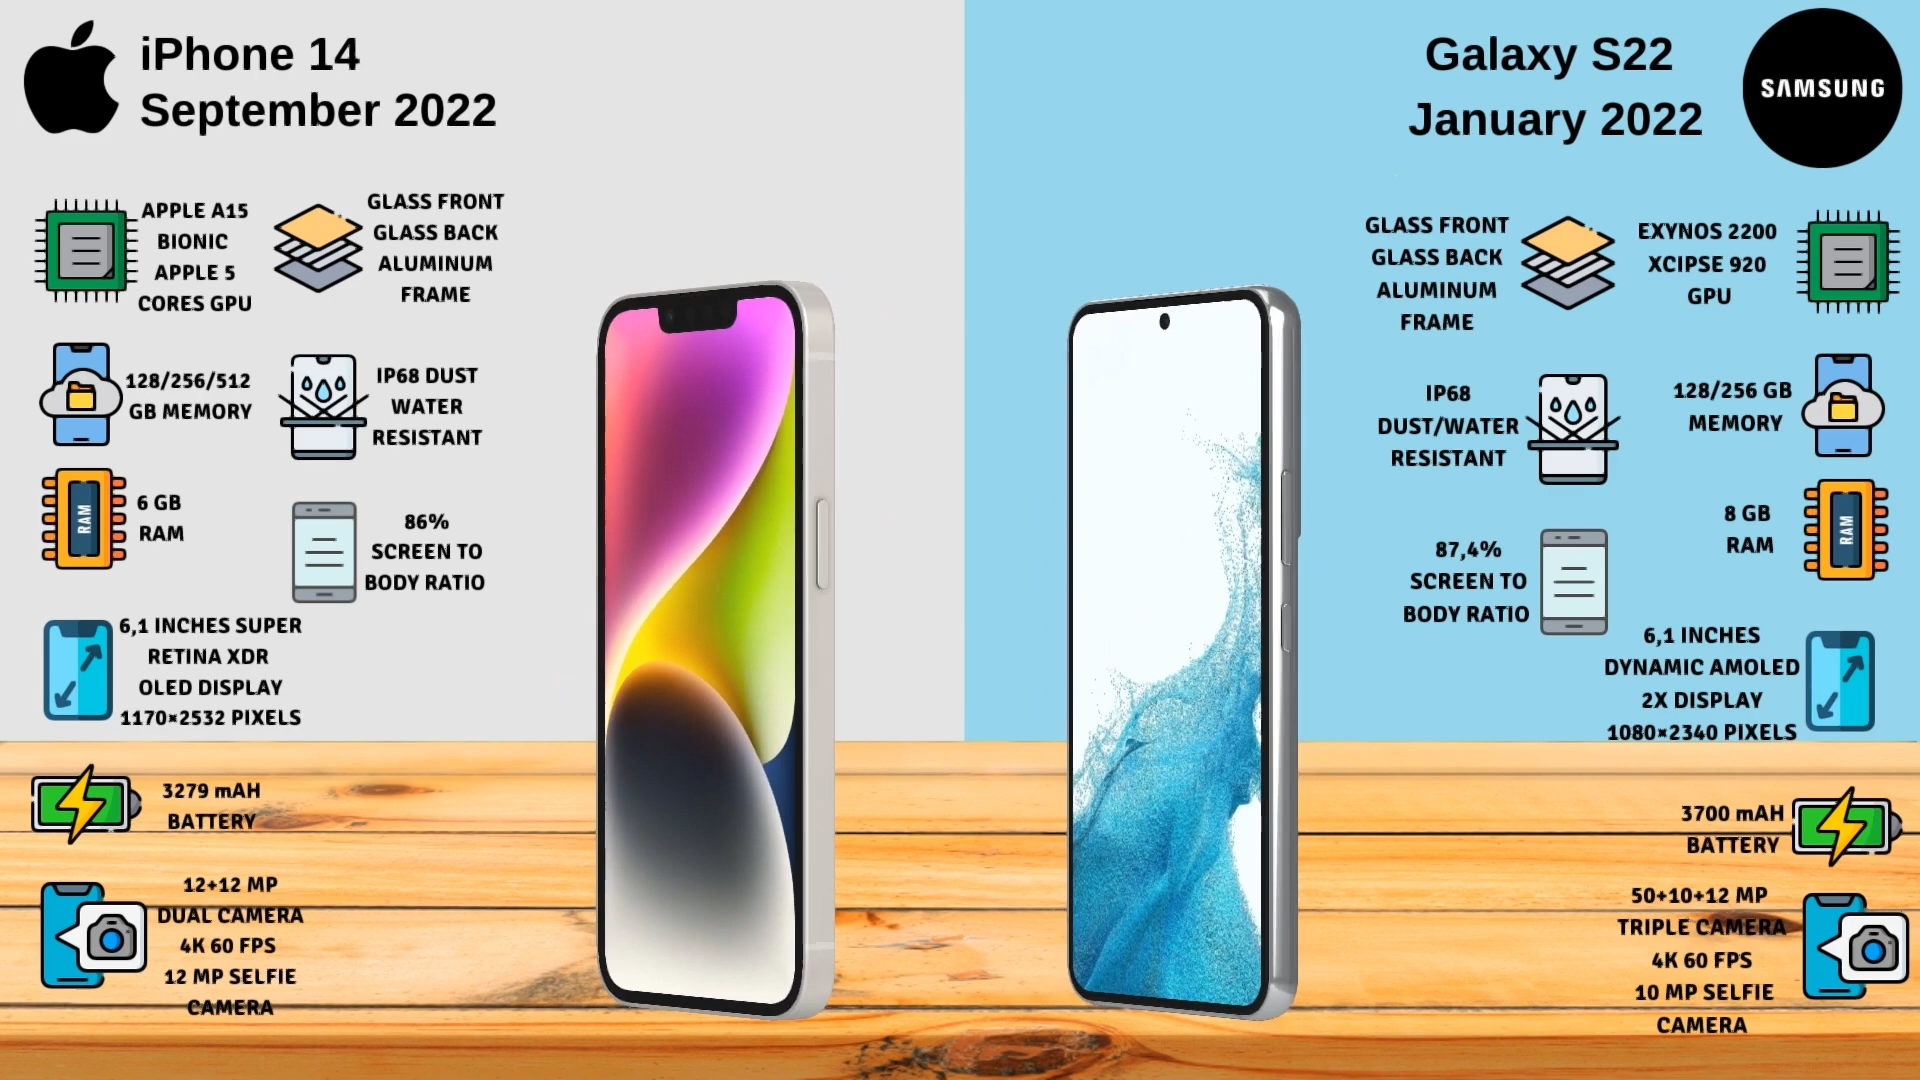 iPhone 14
September 2022
APPLE A15
BIONIC
APPLE 5
CORES GPU
GLASS FRONT
GLASS BACK
ALUMINUM
FRAME
128/256/512
GB MEMORY
IP68 DUST
WATER
RESISTANT
RAM
6 GB
RAM
86%
SCREEN TO
BODY RATIO
6,1 INCHES SUPER
RETINA XDR
OLED DISPLAY
1170×2532 PIXELS
3279 mAH
BATTERY
12+12 MP
DUAL CAMERA
4K 60 FPS
12 MP SELFIE
CAMERA
Galaxy S22
January 2022
SAMSUNG
GLASS FRONT
GLASS BACK
ALUMINUM
FRAME
EXYNOS 2200
XCIPSE 920
GPU
IP68
DUST/WATER
RESISTANT
128/256 GB
MEMORY
87,4%
SCREEN TO
BODY RATIO
8 GB
RAM
RAM
6,1 INCHES
DYNAMIC AMOLED
2X DISPLAY
1080×2340 PIXELS
3700 mAH
BATTERY
50+10+12 MP
TRIPLE CAMERA
4K 60 FPS
10 MP SELFIE
CAMERA